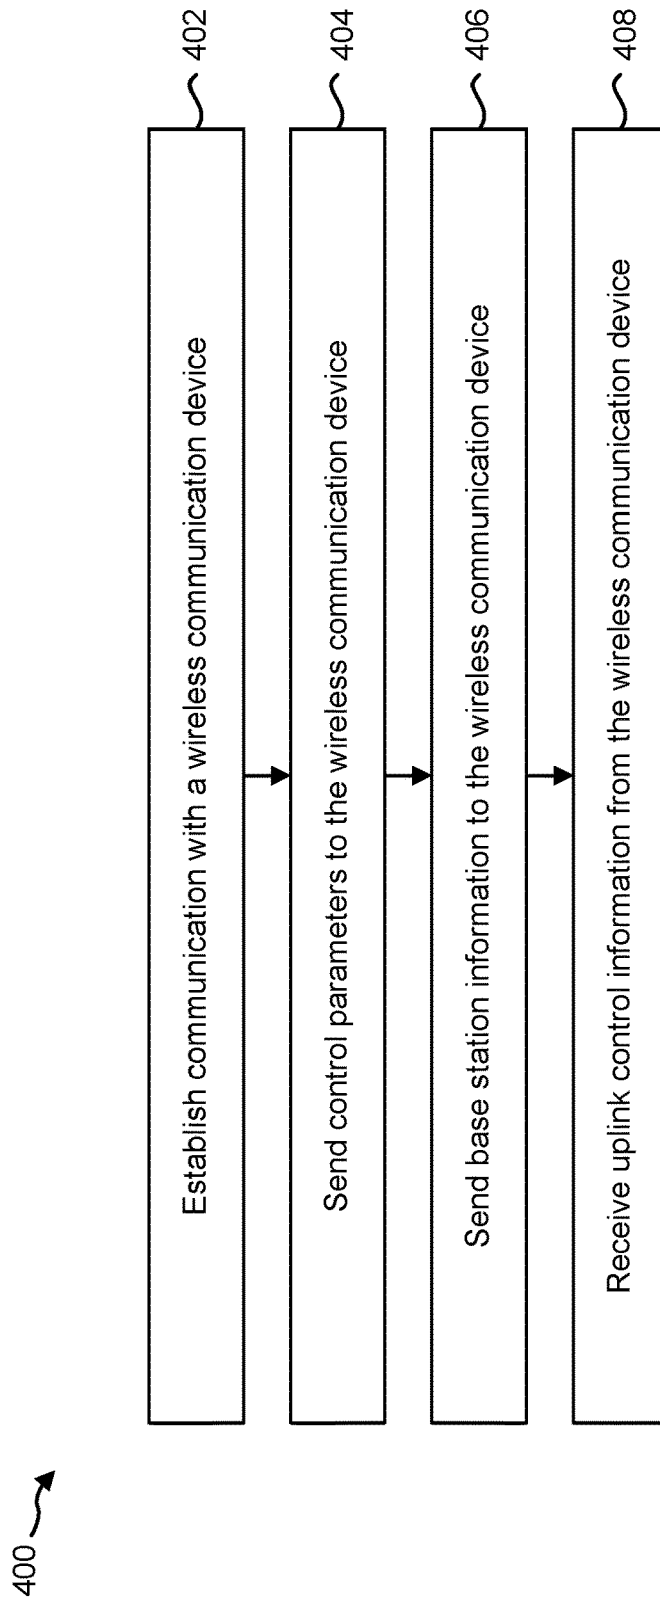 400
402
Establish communication with a wireless communication device
404
Send control parameters to the wireless communication device
406
Send base station information to the wireless communication device
408
Receive uplink control information from the wireless communication device